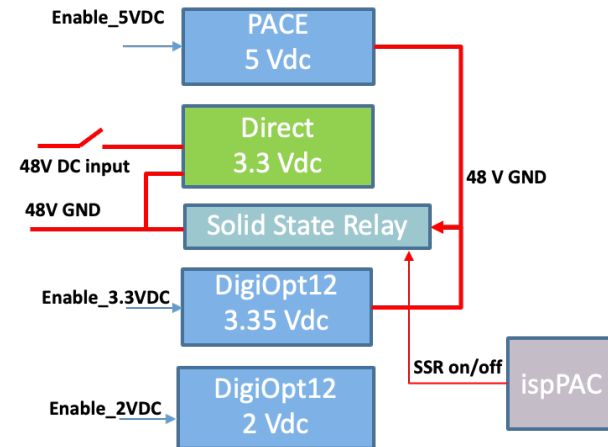 Enable_5VDC
PACE
5 Vdc
Direct
3.3 Vdc
48V DC input
48 V GND
48V GND
Solid State Relay
Enable_3.3VDC
DigiOpt12
3.35 Vdc
SSR on/off
ispPAC
DigiOpt12
Enable_2VDC
2 Vdc